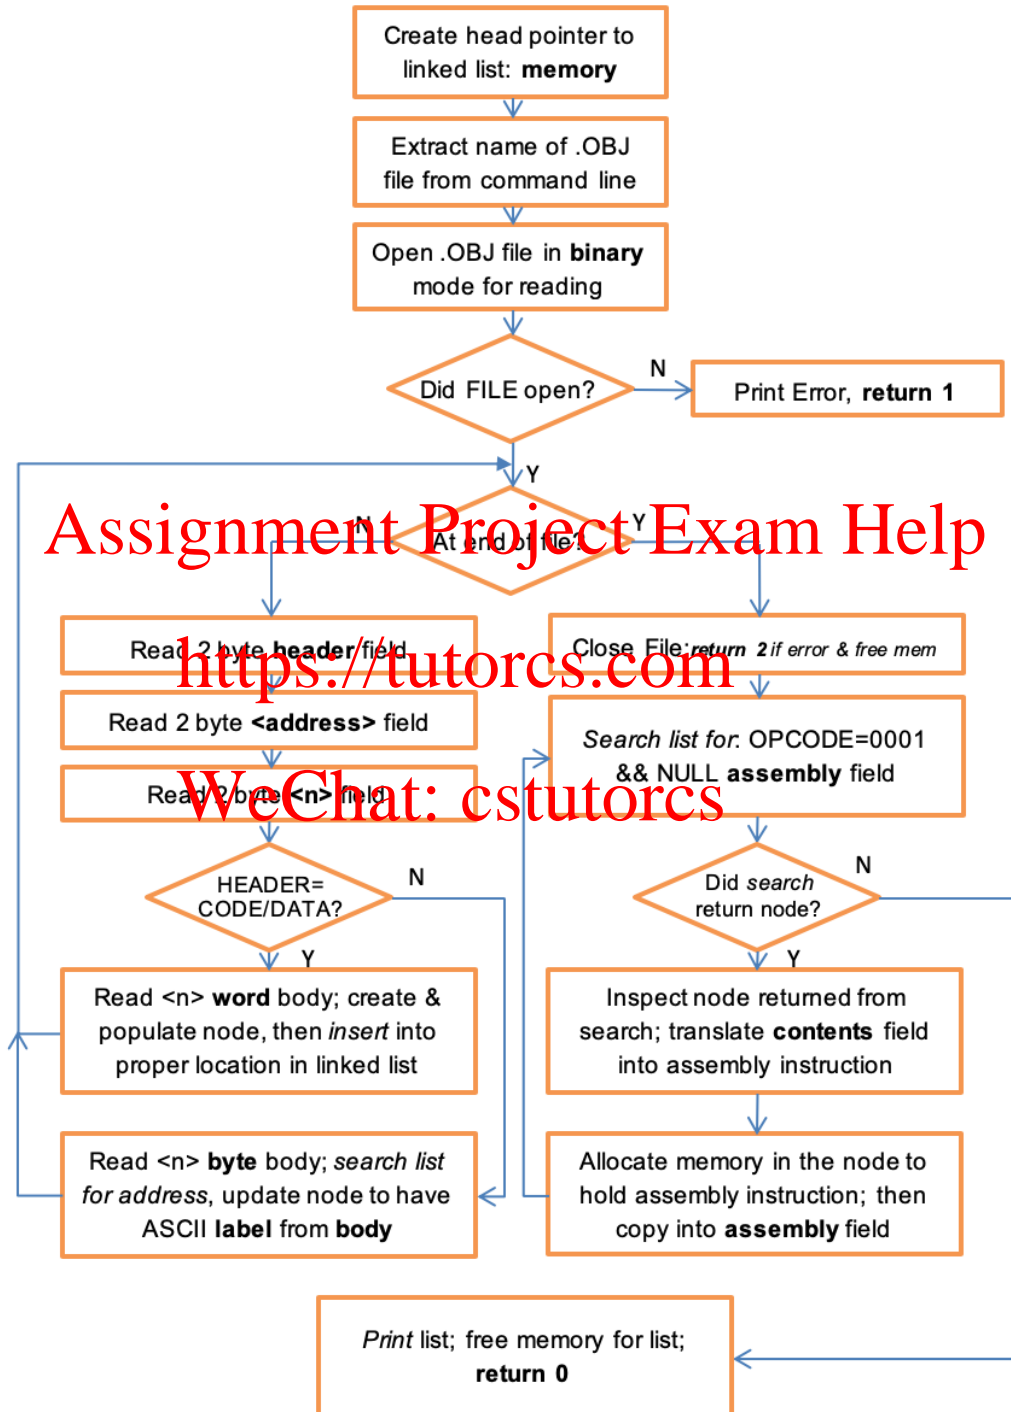 Create head pointer to
linked list: memory
Extract name of .OBJ
file from command line
Open .OBJ file in binary
mode for reading
Did FILE open?
N
Print Error, return 1
Y
Assignment Project Exam Help
N
At end of file?
Y
Read 2 byte header field
Close File; return 2 if error & free mem
https://tutorcs.com
Read 2 byte <address> field
Search list for: OPCODE=0001
&& NULL assembly field
Read 2 byte <n> field
WeChat: cstutorcs
HEADER=
CODE/DATA?
N
Y
Did search
return node?
N
Y
Read <n> word body; create &
populate node, then insert into
proper location in linked list
Inspect node returned from
search; translate contents field
into assembly instruction
Read <n> byte body; search list
for address, update node to have
ASCII label from body
Allocate memory in the node to
hold assembly instruction; then
copy into assembly field
Print list; free memory for list;
return 0